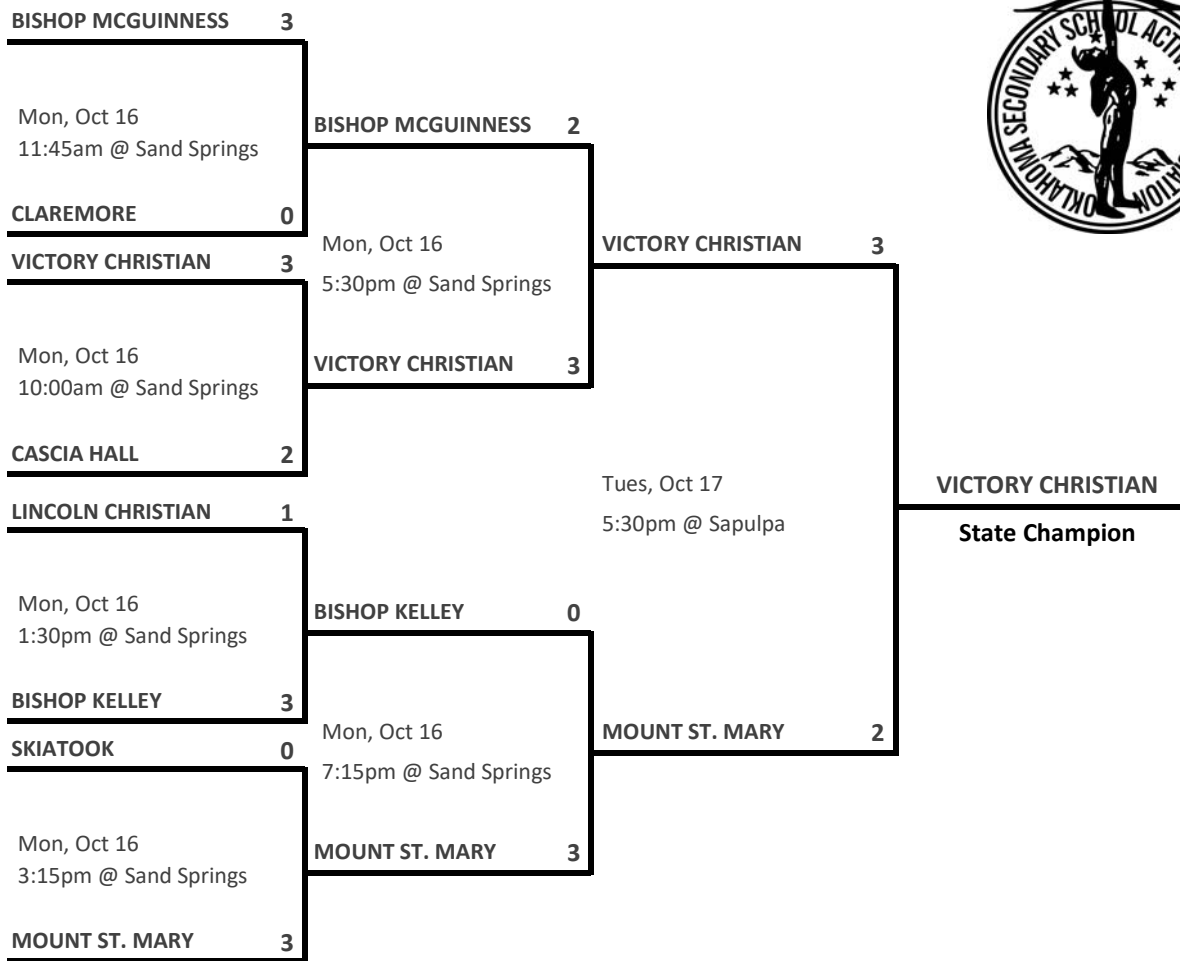 BISHOP MCGUINNESS 3
Mon, Oct 16
11:45am @ Sand Springs
CLAREMORE 0
VICTORY CHRISTIAN 3
Mon, Oct 16
10:00am @ Sand Springs
CASCIA HALL 2
LINCOLN CHRISTIAN 1
Mon, Oct 16
1:30pm @ Sand Springs
BISHOP KELLEY 3
SKIATOOK 0
Mon, Oct 16
3:15pm @ Sand Springs
MOUNT ST. MARY 3
BISHOP MCGUINNESS 2
Mon, Oct 16
5:30pm @ Sand Springs
VICTORY CHRISTIAN 3
BISHOP KELLEY 0
Mon, Oct 16
7:15pm @ Sand Springs
MOUNT ST. MARY 3
VICTORY CHRISTIAN 3
Tues, Oct 17
5:30pm @ Sapulpa
MOUNT ST. MARY 2
VICTORY CHRISTIAN
State Champion
OKLAHOMA SECONDARY SCHOOL